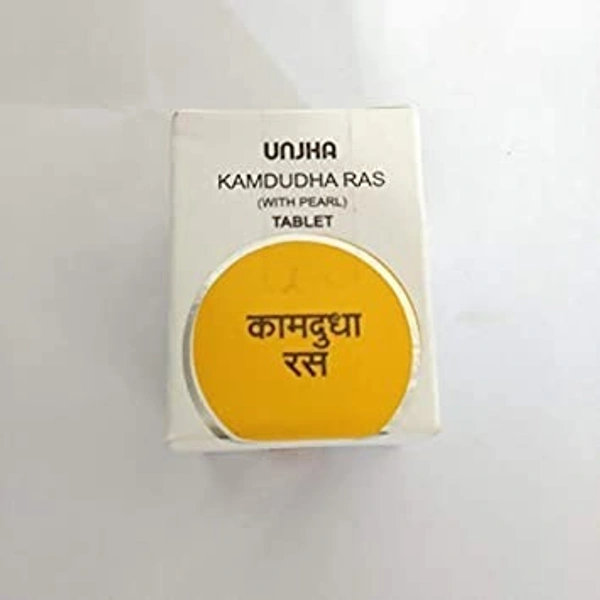 UNJHA
KAMDUDHA RAS
(WITH PEARL)
TABLET
कामदुधा
रस